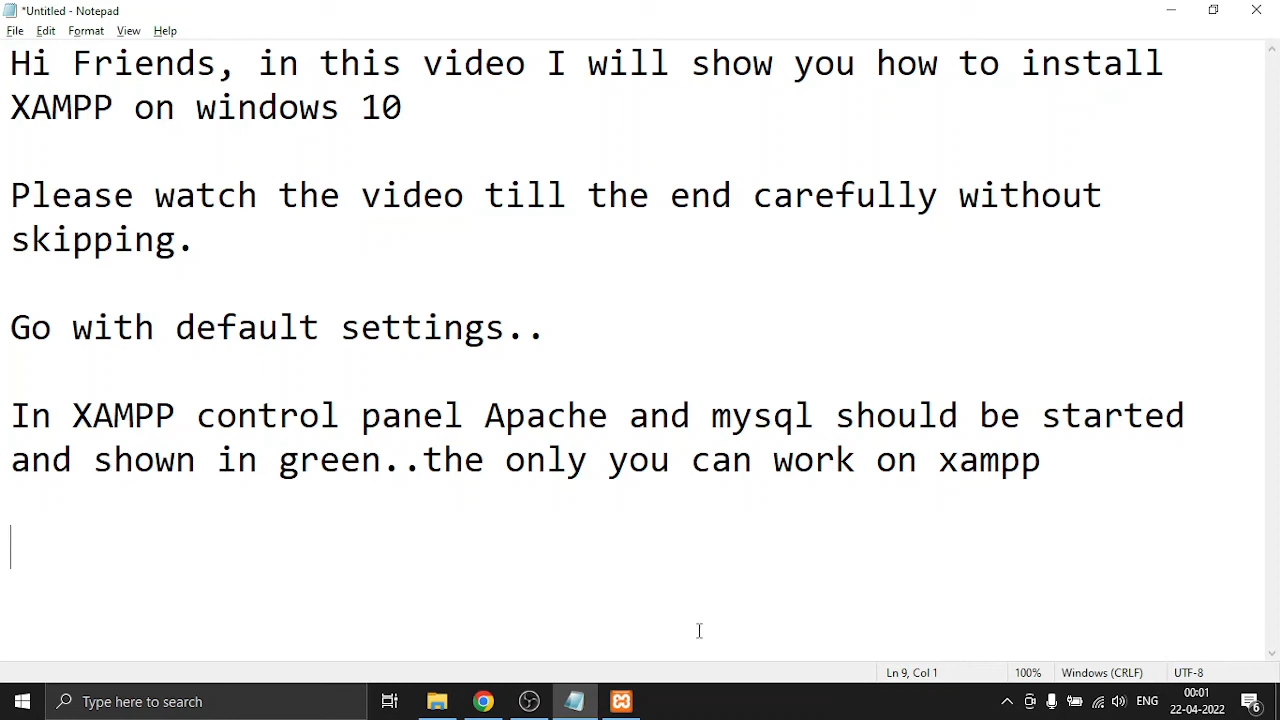 *Untitled - Notepad
File Edit Format View Help
Hi Friends, in this video I will show you how to install
XAMPP on windows 10
Please watch the video till the end carefully without
skipping.
Go with default settings..
In XAMPP control panel Apache and mysql should be started
and shown in green..the only you can work on xampp
Ln 9, Col 1 100% Windows (CRLF) UTF-8
Type here to search
ENG
00:01
22-04-2022
6